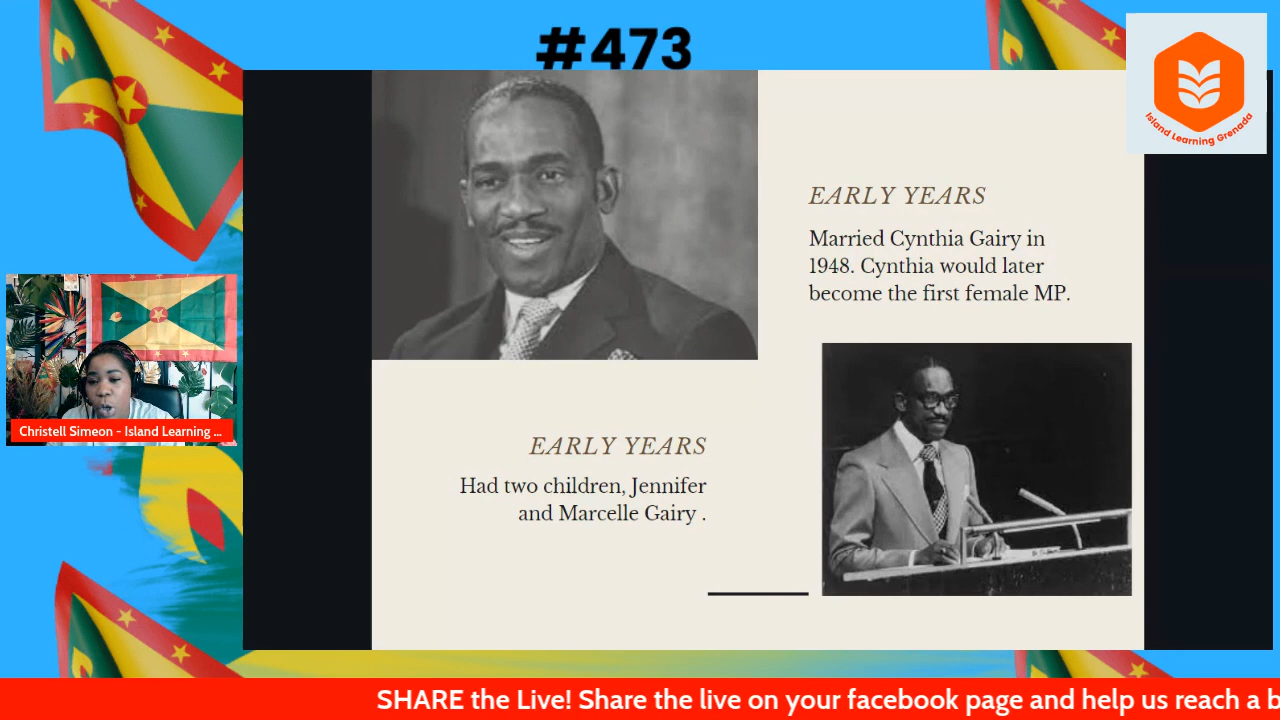 #473
Island Learning Grenada
EARLY YEARS
Married Cynthia Gairy in
1948. Cynthia would later
become the first female MP.
EARLY YEARS
Had two children, Jennifer
and Marcelle Gairy .
Christell Simeon - Island Learning ...
SHARE the Live! Share the live on your facebook page and help us reach a b